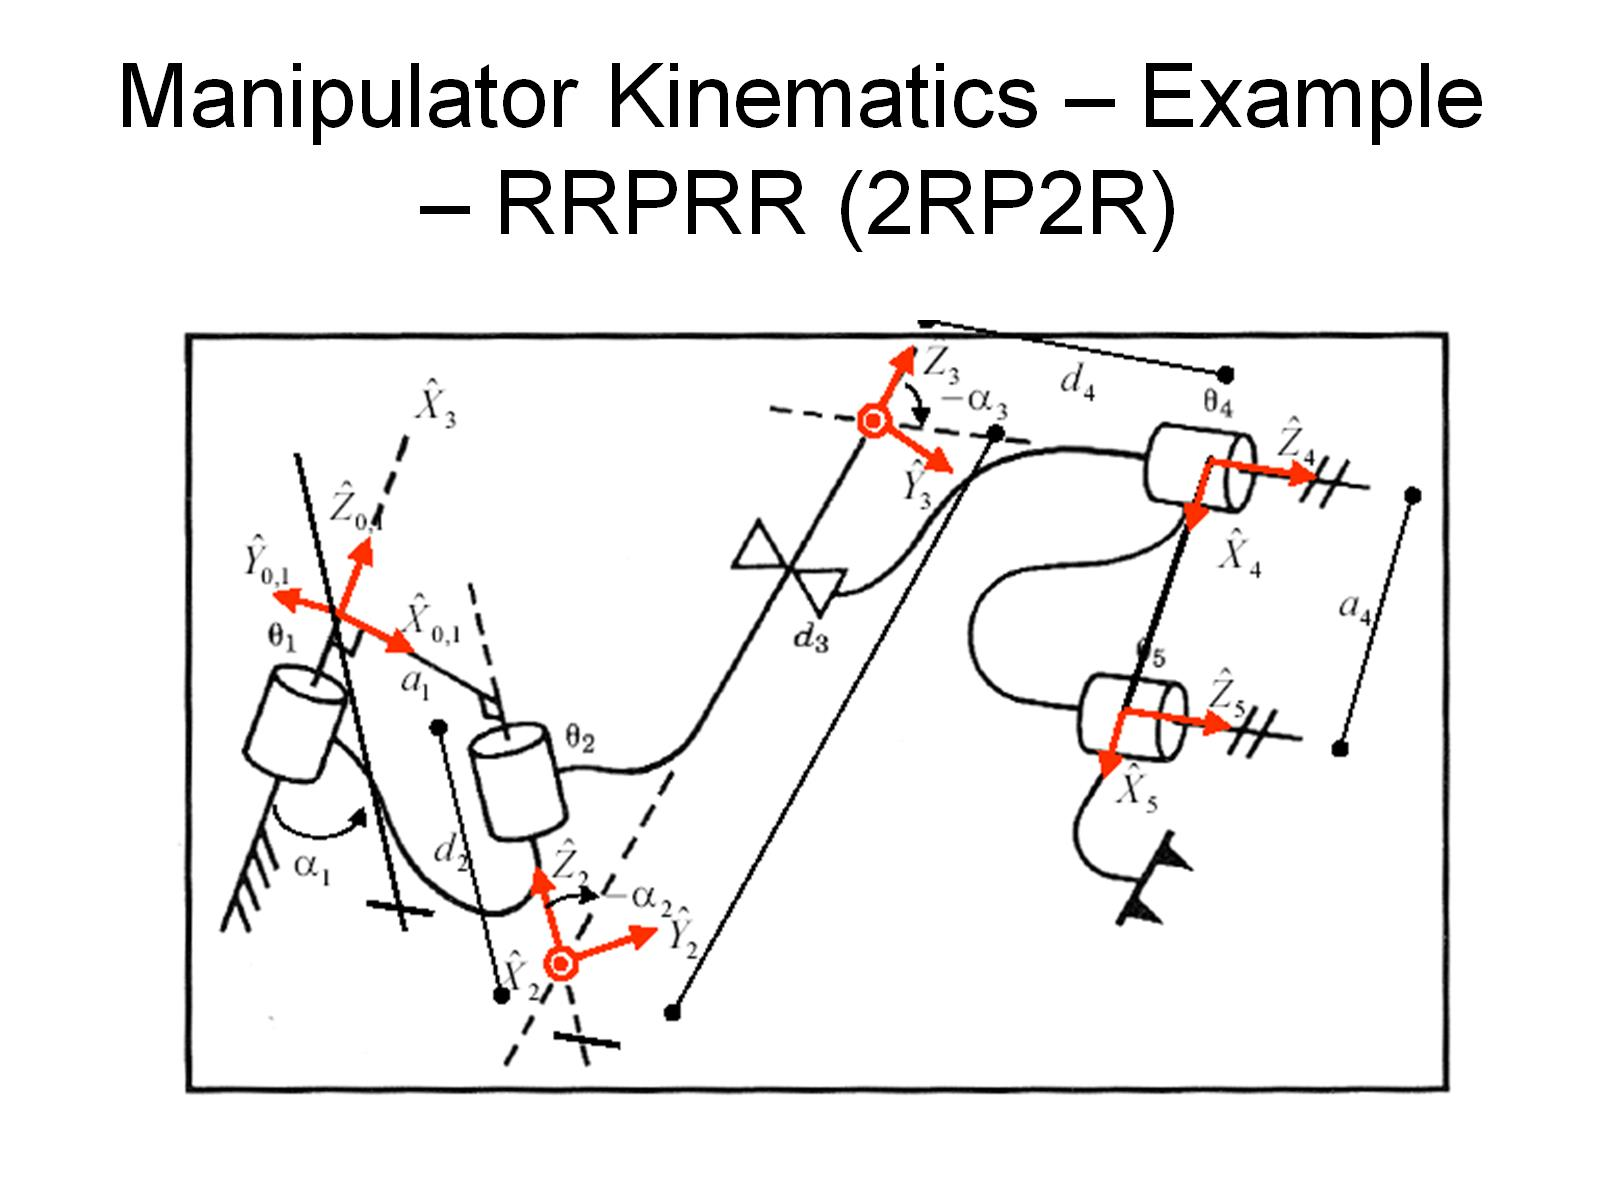 Manipulator Kinematics – Example
– RRPRR (2RP2R)
Ẑ₃
d₄
−α₃
θ₄
X̂₃
Ẑ₄
Ŷ₃
Ẑ₀,₁
Ŷ₀,₁
X̂₄
X̂₀,₁
a₄
θ₁
d₃
θ₅
a₁
Ẑ₅
θ₂
X̂₅
d₂
α₁
Ẑ₂
−α₂
Ŷ₂
X̂₂